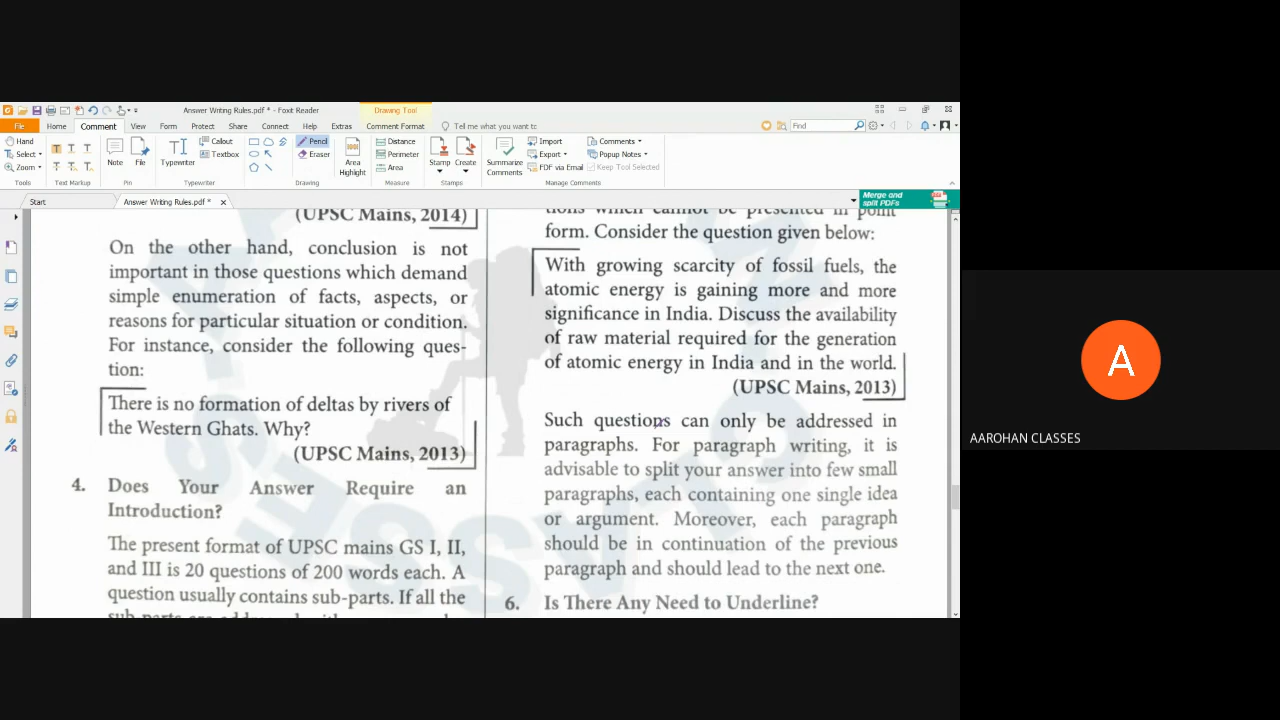 Answer Writing Rules.pdf * - Foxit Reader
Drawing Tool
File Home Comment View Form Protect Share Connect Help Extras Comment Format Tell me what you want tc
Find
Hand
Select
Zoom
Tools
Text Markup
Note
File
Pin
Typewriter
Callout
Textbox
Typewriter
Pencil
Eraser
Drawing
Area
Highlight
Distance
Perimeter
Area
Measure
Stamp
Create
Stamps
Summarize
Comments
Import
Export
FDF via Email
Comments
Popup Notes
Keep Tool Selected
Manage Comments
Start
Answer Writing Rules.pdf *
Merge and
split PDFs
(UPSC Mains, 2014)
On the other hand, conclusion is not
important in those questions which demand
simple enumeration of facts, aspects, or
reasons for particular situation or condition.
For instance, consider the following ques-
tion:
There is no formation of deltas by rivers of
the Western Ghats. Why?
(UPSC Mains, 2013)
4. Does Your Answer Require an
Introduction?
The present format of UPSC mains GS I, II,
and III is 20 questions of 200 words each. A
question usually contains sub-parts. If all the
tions which cannot be presented in point
form. Consider the question given below:
With growing scarcity of fossil fuels, the
atomic energy is gaining more and more
significance in India. Discuss the availability
of raw material required for the generation
of atomic energy in India and in the world.
(UPSC Mains, 2013)
Such questions can only be addressed in
paragraphs. For paragraph writing, it is
advisable to split your answer into few small
paragraphs, each containing one single idea
or argument. Moreover, each paragraph
should be in continuation of the previous
paragraph and should lead to the next one.
6. Is There Any Need to Underline?
A
AAROHAN CLASSES